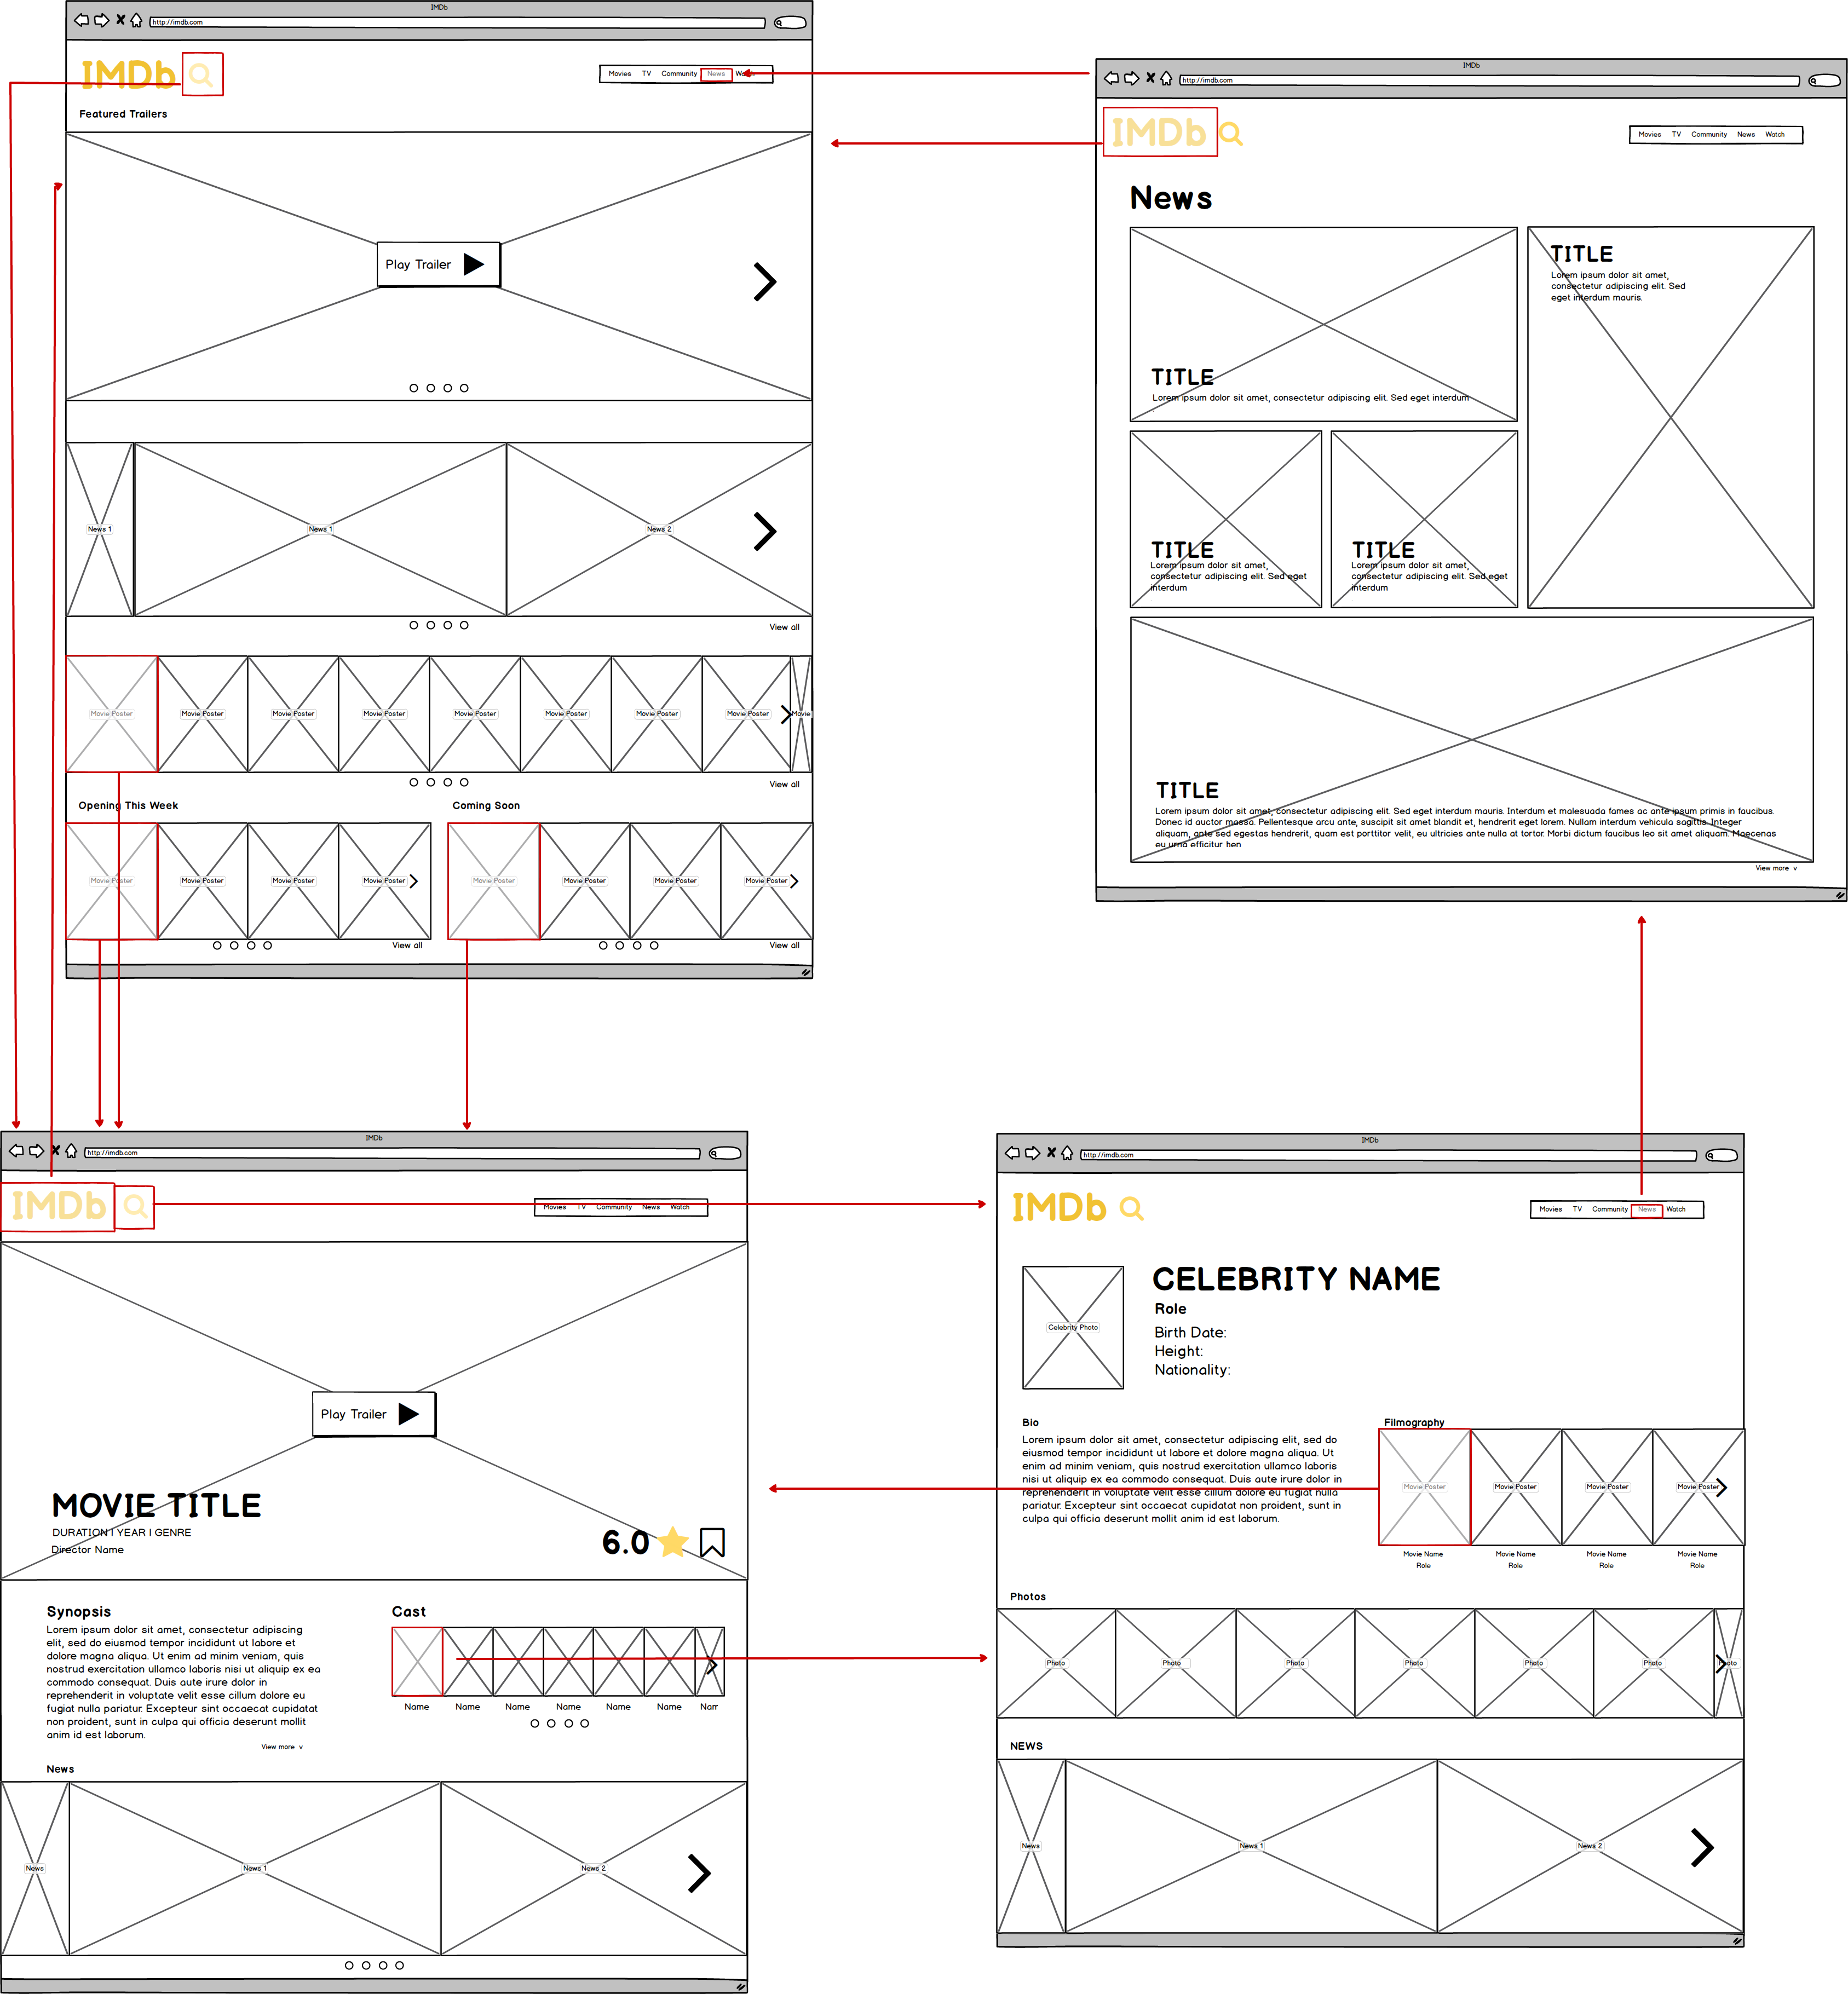 IMDb
http://imdb.com
IMDb
Movies TV Community News Watch
Featured Trailers
Play Trailer
News 1
News 1
News 2
View all
Movie Poster
Movie Poster
Movie Poster
Movie Poster
Movie Poster
Movie Poster
Movie Poster
Movie Poster
Movie
View all
Opening This Week
Coming Soon
Movie Poster
Movie Poster
Movie Poster
Movie Poster
Movie Poster
Movie Poster
Movie Poster
Movie Poster
View all
View all
IMDb
http://imdb.com
IMDb
Movies TV Community News Watch
News
TITLE
Lorem ipsum dolor sit amet, consectetur adipiscing elit. Sed eget interdum
TITLE
Lorem ipsum dolor sit amet,
consectetur adipiscing elit. Sed
eget interdum mauris.
TITLE
Lorem ipsum dolor sit amet,
consectetur adipiscing elit. Sed eget
interdum
TITLE
Lorem ipsum dolor sit amet,
consectetur adipiscing elit. Sed eget
interdum
TITLE
Lorem ipsum dolor sit amet, consectetur adipiscing elit. Sed eget interdum mauris. Interdum et malesuada fames ac ante ipsum primis in faucibus.
Donec id auctor massa. Pellentesque arcu ante, suscipit sit amet blandit et, hendrerit eget lorem. Nullam interdum vehicula sagittis. Integer
aliquam, ante sed egestas hendrerit, quam est porttitor velit, eu ultricies ante nulla at tortor. Morbi dictum faucibus leo sit amet aliquam. Maecenas
eu urna efficitur hen
View more v
IMDb
http://imdb.com
IMDb
Movies TV Community News Watch
Play Trailer
MOVIE TITLE
DURATION | YEAR | GENRE
Director Name
6.0
Synopsis
Lorem ipsum dolor sit amet, consectetur adipiscing
elit, sed do eiusmod tempor incididunt ut labore et
dolore magna aliqua. Ut enim ad minim veniam, quis
nostrud exercitation ullamco laboris nisi ut aliquip ex ea
commodo consequat. Duis aute irure dolor in
reprehenderit in voluptate velit esse cillum dolore eu
fugiat nulla pariatur. Excepteur sint occaecat cupidatat
non proident, sunt in culpa qui officia deserunt mollit
anim id est laborum.
View more v
Cast
Name
Name
Name
Name
Name
Name
Nam
News
News
News 1
News 2
IMDb
http://imdb.com
IMDb
Movies TV Community News Watch
Celebrity Photo
CELEBRITY NAME
Role
Birth Date:
Height:
Nationality:
Bio
Lorem ipsum dolor sit amet, consectetur adipiscing elit, sed do
eiusmod tempor incididunt ut labore et dolore magna aliqua. Ut
enim ad minim veniam, quis nostrud exercitation ullamco laboris
nisi ut aliquip ex ea commodo consequat. Duis aute irure dolor in
reprehenderit in voluptate velit esse cillum dolore eu fugiat nulla
pariatur. Excepteur sint occaecat cupidatat non proident, sunt in
culpa qui officia deserunt mollit anim id est laborum.
Filmography
Movie Poster
Movie Poster
Movie Poster
Movie Poster
Movie Name
Role
Movie Name
Role
Movie Name
Role
Movie Name
Role
Photos
Photo
Photo
Photo
Photo
Photo
Photo
Photo
NEWS
News
News 1
News 2